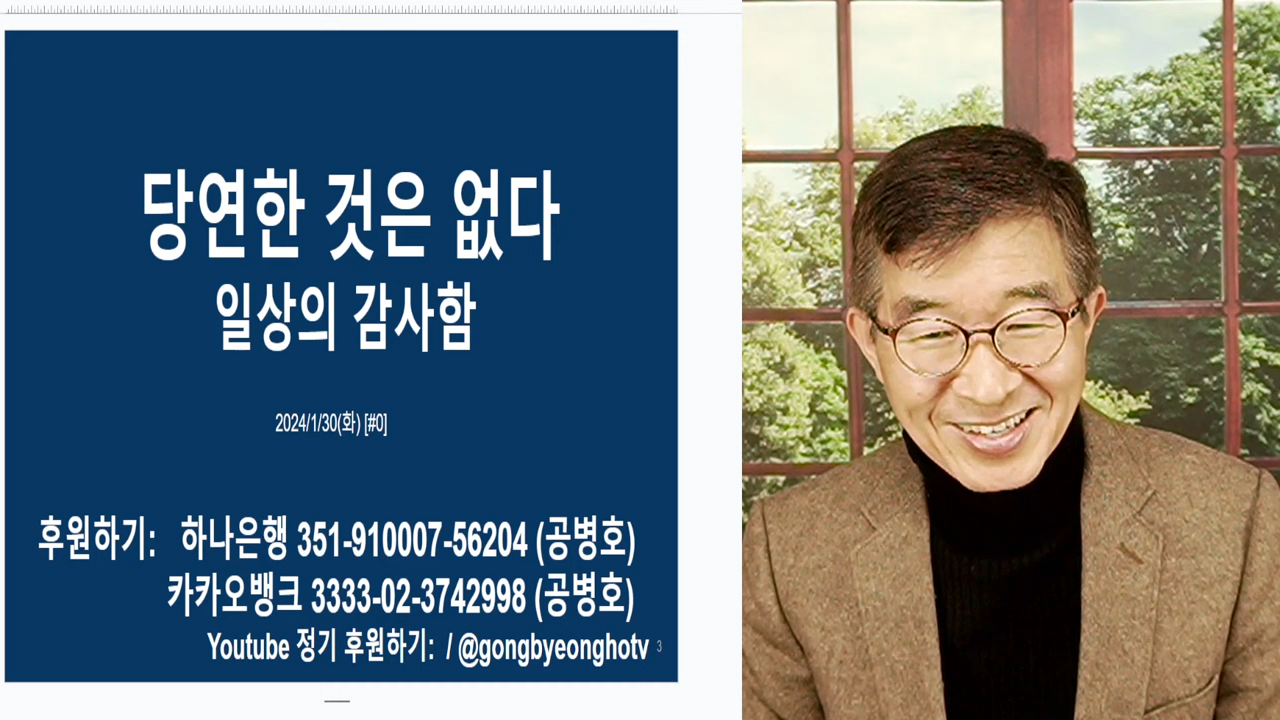 당연한 것은 없다
일상의 감사함
2024/1/30(화) [#0]
후원하기: 하나은행 351-910007-56204 (공병호)
카카오뱅크 3333-02-3742998 (공병호)
Youtube 정기 후원하기: / @gongbyeonghotv
3